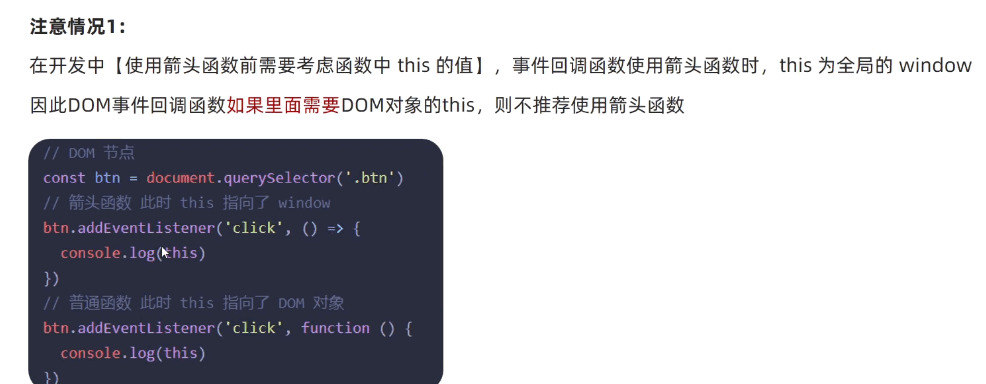 注意情况1：
在开发中【使用箭头函数前需要考虑函数中 this 的值】，事件回调函数使用箭头函数时，this 为全局的 window
因此DOM事件回调函数如果里面需要DOM对象的this，则不推荐使用箭头函数
// DOM 节点
const btn = document.querySelector('.btn')
// 箭头函数 此时 this 指向了 window
btn.addEventListener('click', () => {
  console.log(this)
})
// 普通函数 此时 this 指向了 DOM 对象
btn.addEventListener('click', function () {
  console.log(this)
})